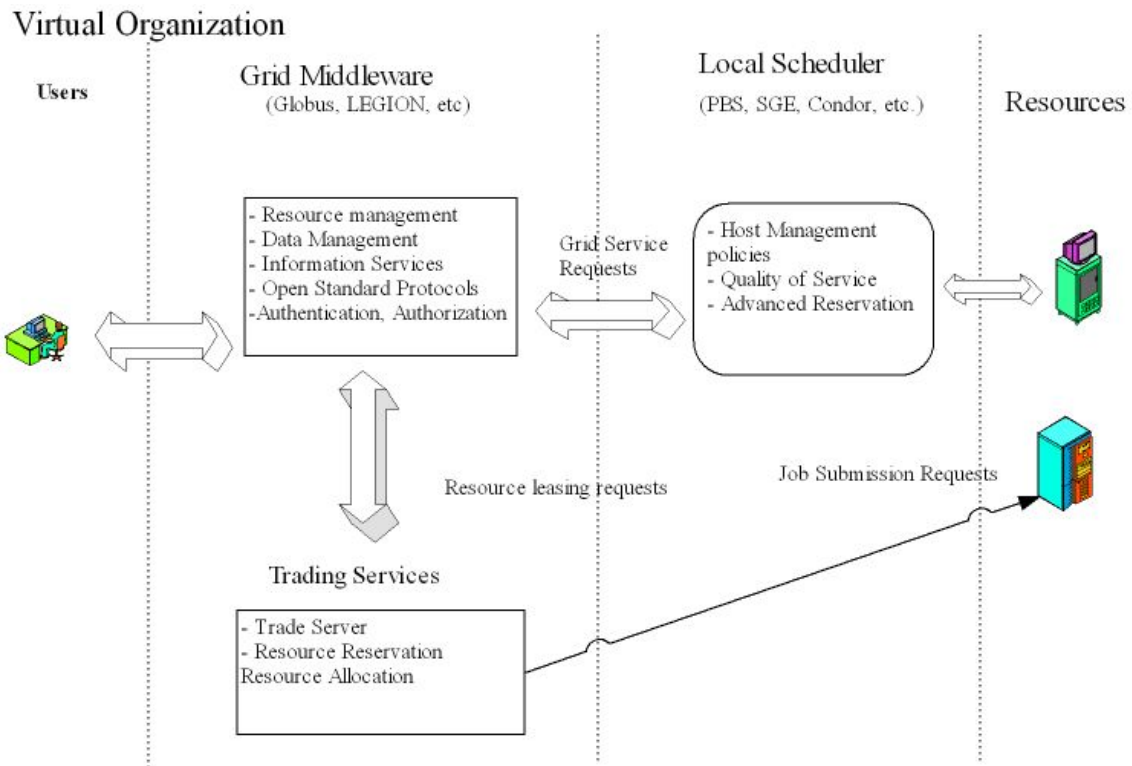 Virtual Organization
Users
Grid Middleware
(Globus, LEGION, etc)
Local Scheduler
(PBS, SGE, Condor, etc.)
Resources
- Resource management
- Data Management
- Information Services
- Open Standard Protocols
-Authentication, Authorization
Grid Service
Requests
- Host Management
policies
- Quality of Service
- Advanced Reservation
Resource leasing requests
Job Submission Requests
Trading Services
- Trade Server
- Resource Reservation
Resource Allocation